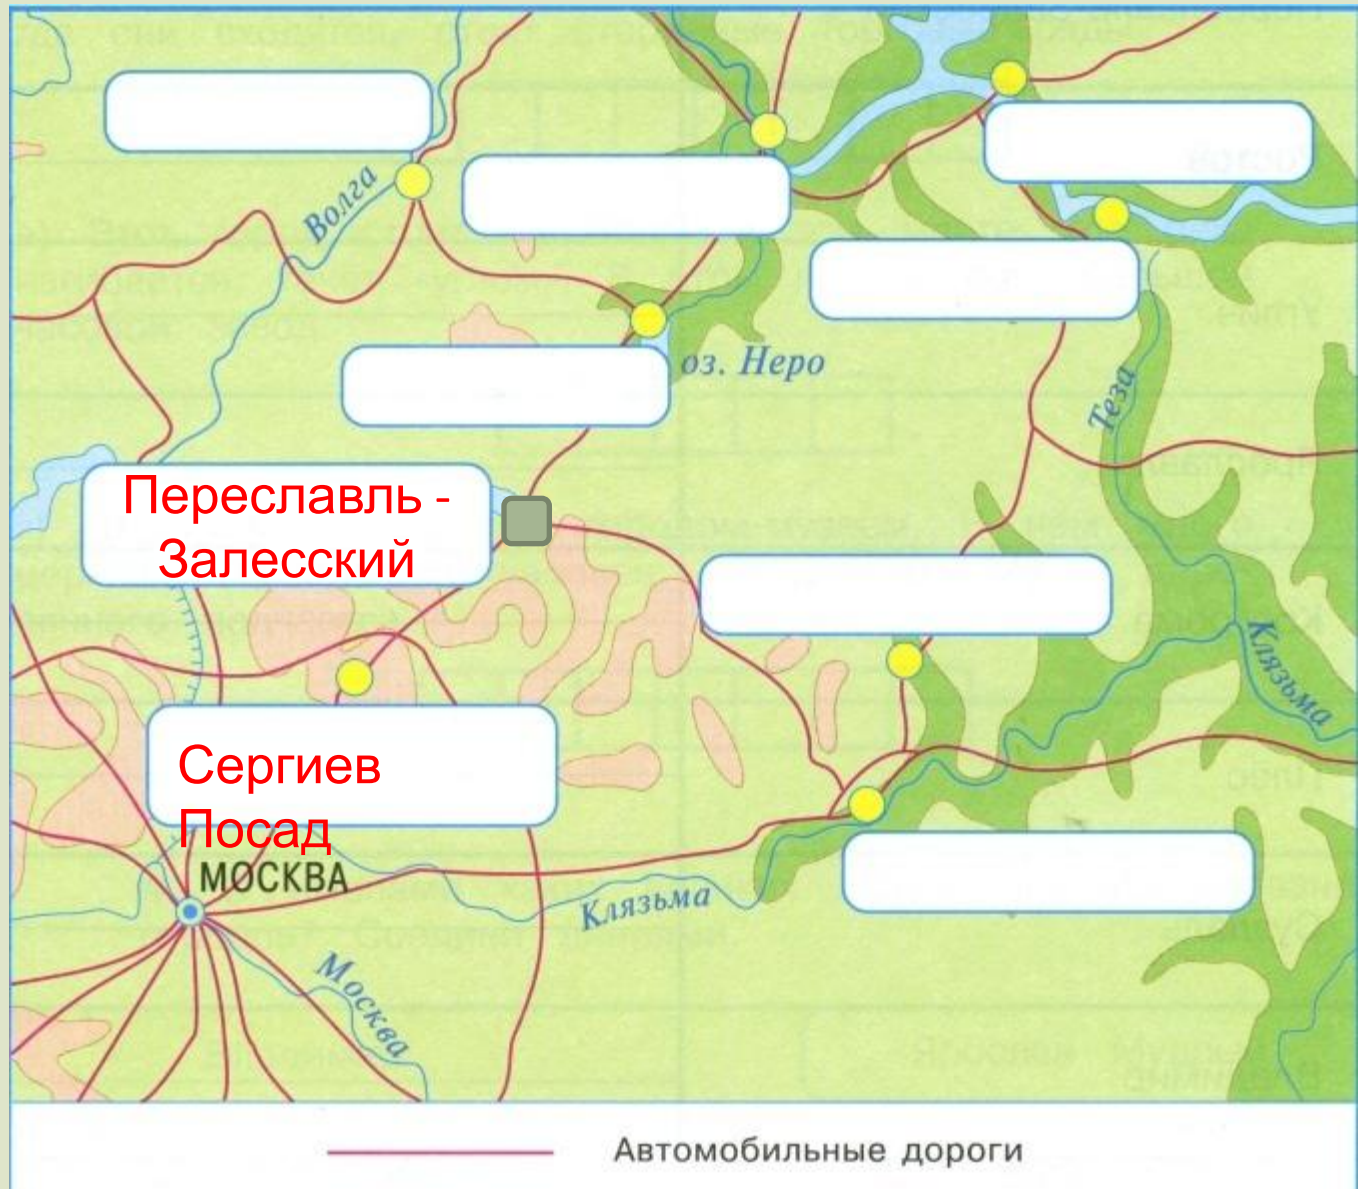 Волга
оз. Неро
Теза
Переславль -
Залесский
Клязьма
Сергиев
Посад
МОСКВА
Клязьма
Москва
Автомобильные дороги